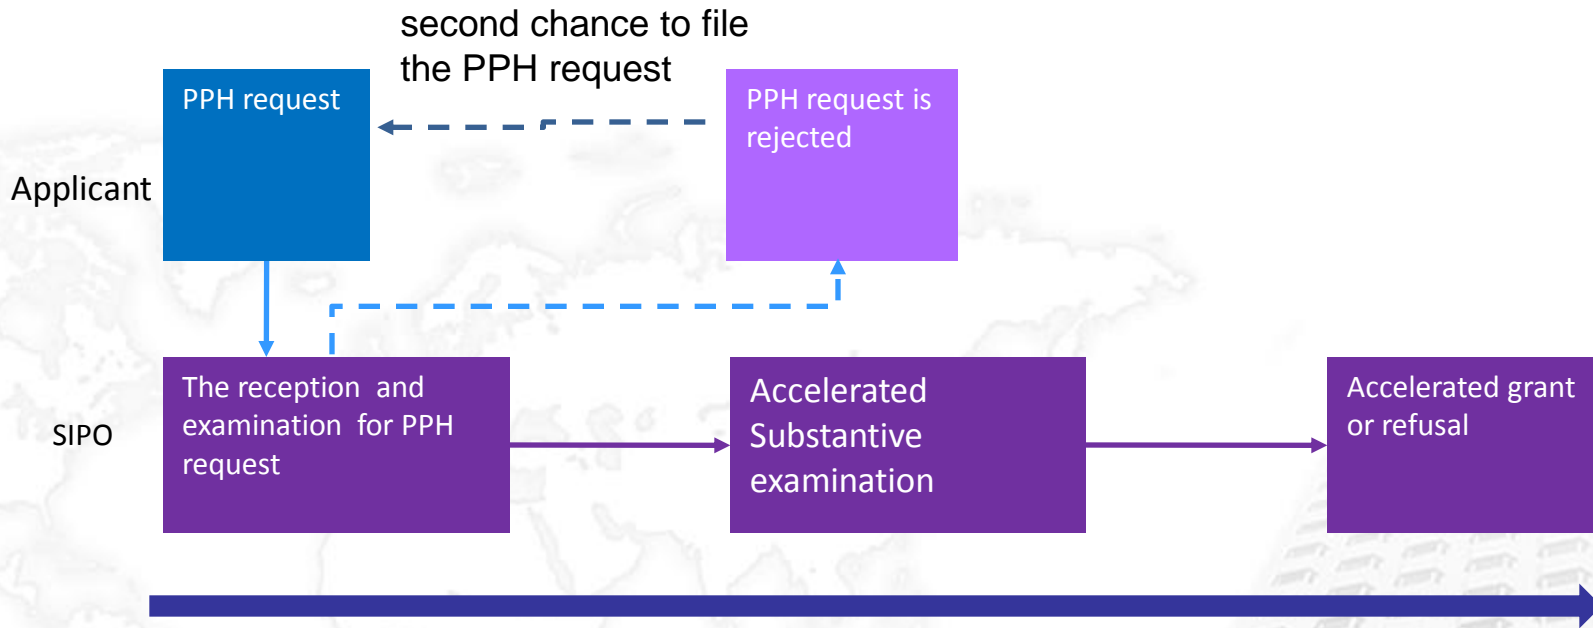 second chance to file
the PPH request
PPH request
PPH request is
rejected
Applicant
The reception and
examination for PPH
request
Accelerated
Substantive
examination
Accelerated grant
or refusal
SIPO